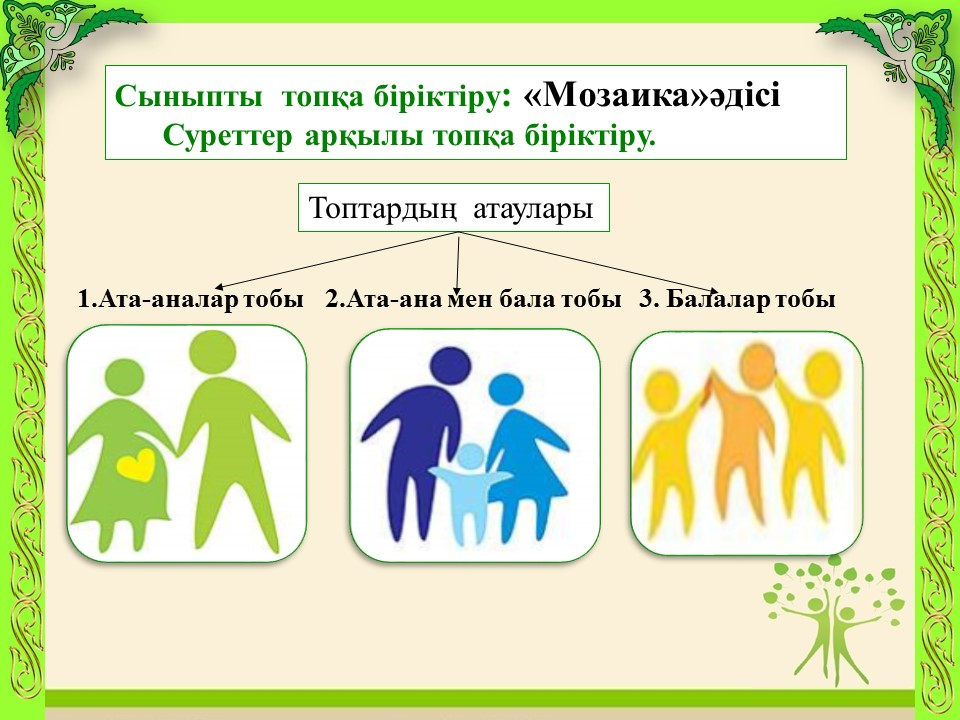 Сыныпты топқа біріктіру: «Мозаика»әдісі
Суреттер арқылы топқа біріктіру.
Топтардың атаулары
1.Ата-аналар тобы 2.Ата-ана мен бала тобы 3. Балалар тобы